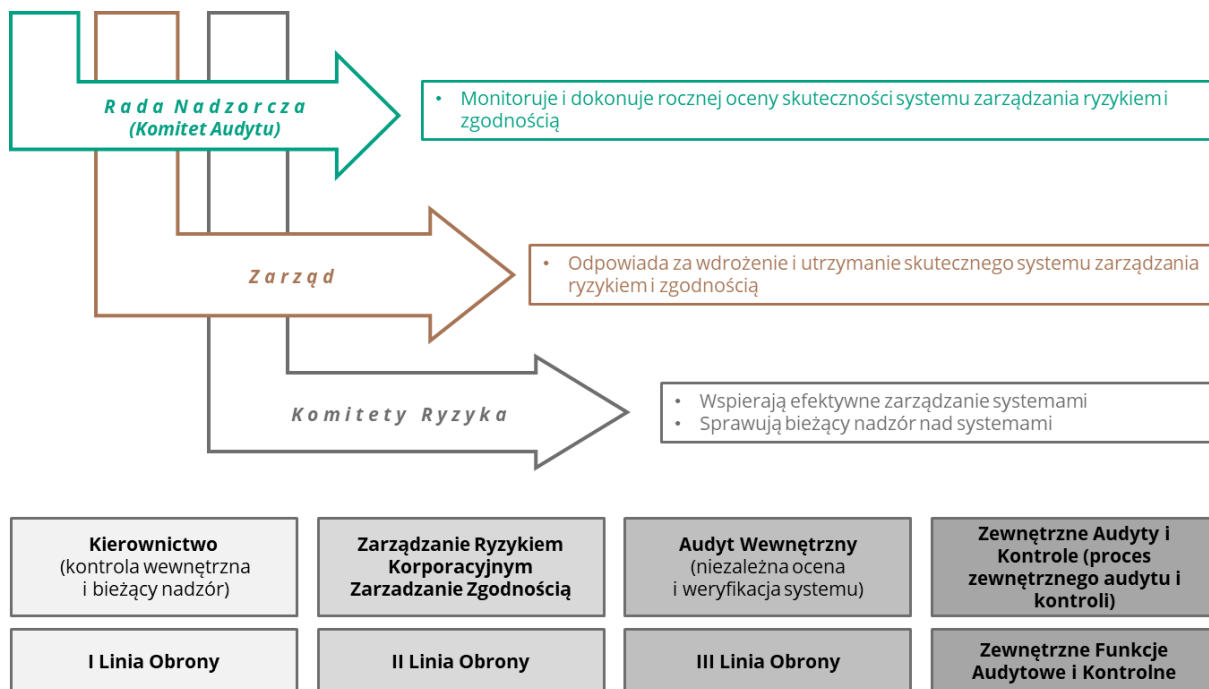 Rada Nadzorcza
(Komitet Audytu)
• Monitoruje i dokonuje rocznej oceny skuteczności systemu zarządzania ryzykiem i
zgodnością
Zarząd
• Odpowiada za wdrożenie i utrzymanie skutecznego systemu zarządzania
ryzykiem i zgodnością
Komitety Ryzyka
• Wspierają efektywne zarządzanie systemami
• Sprawują bieżący nadzór nad systemami
Kierownictwo
(kontrola wewnętrzna
i bieżący nadzór)
Zarządzanie Ryzykiem
Korporacyjnym
Zarzadzanie Zgodnością
Audyt Wewnętrzny
(niezależna ocena
i weryfikacja systemu)
Zewnętrzne Audyty i
Kontrole (proces
zewnętrznego audytu i
kontroli)
I Linia Obrony
II Linia Obrony
III Linia Obrony
Zewnętrzne Funkcje
Audytowe i Kontrolne